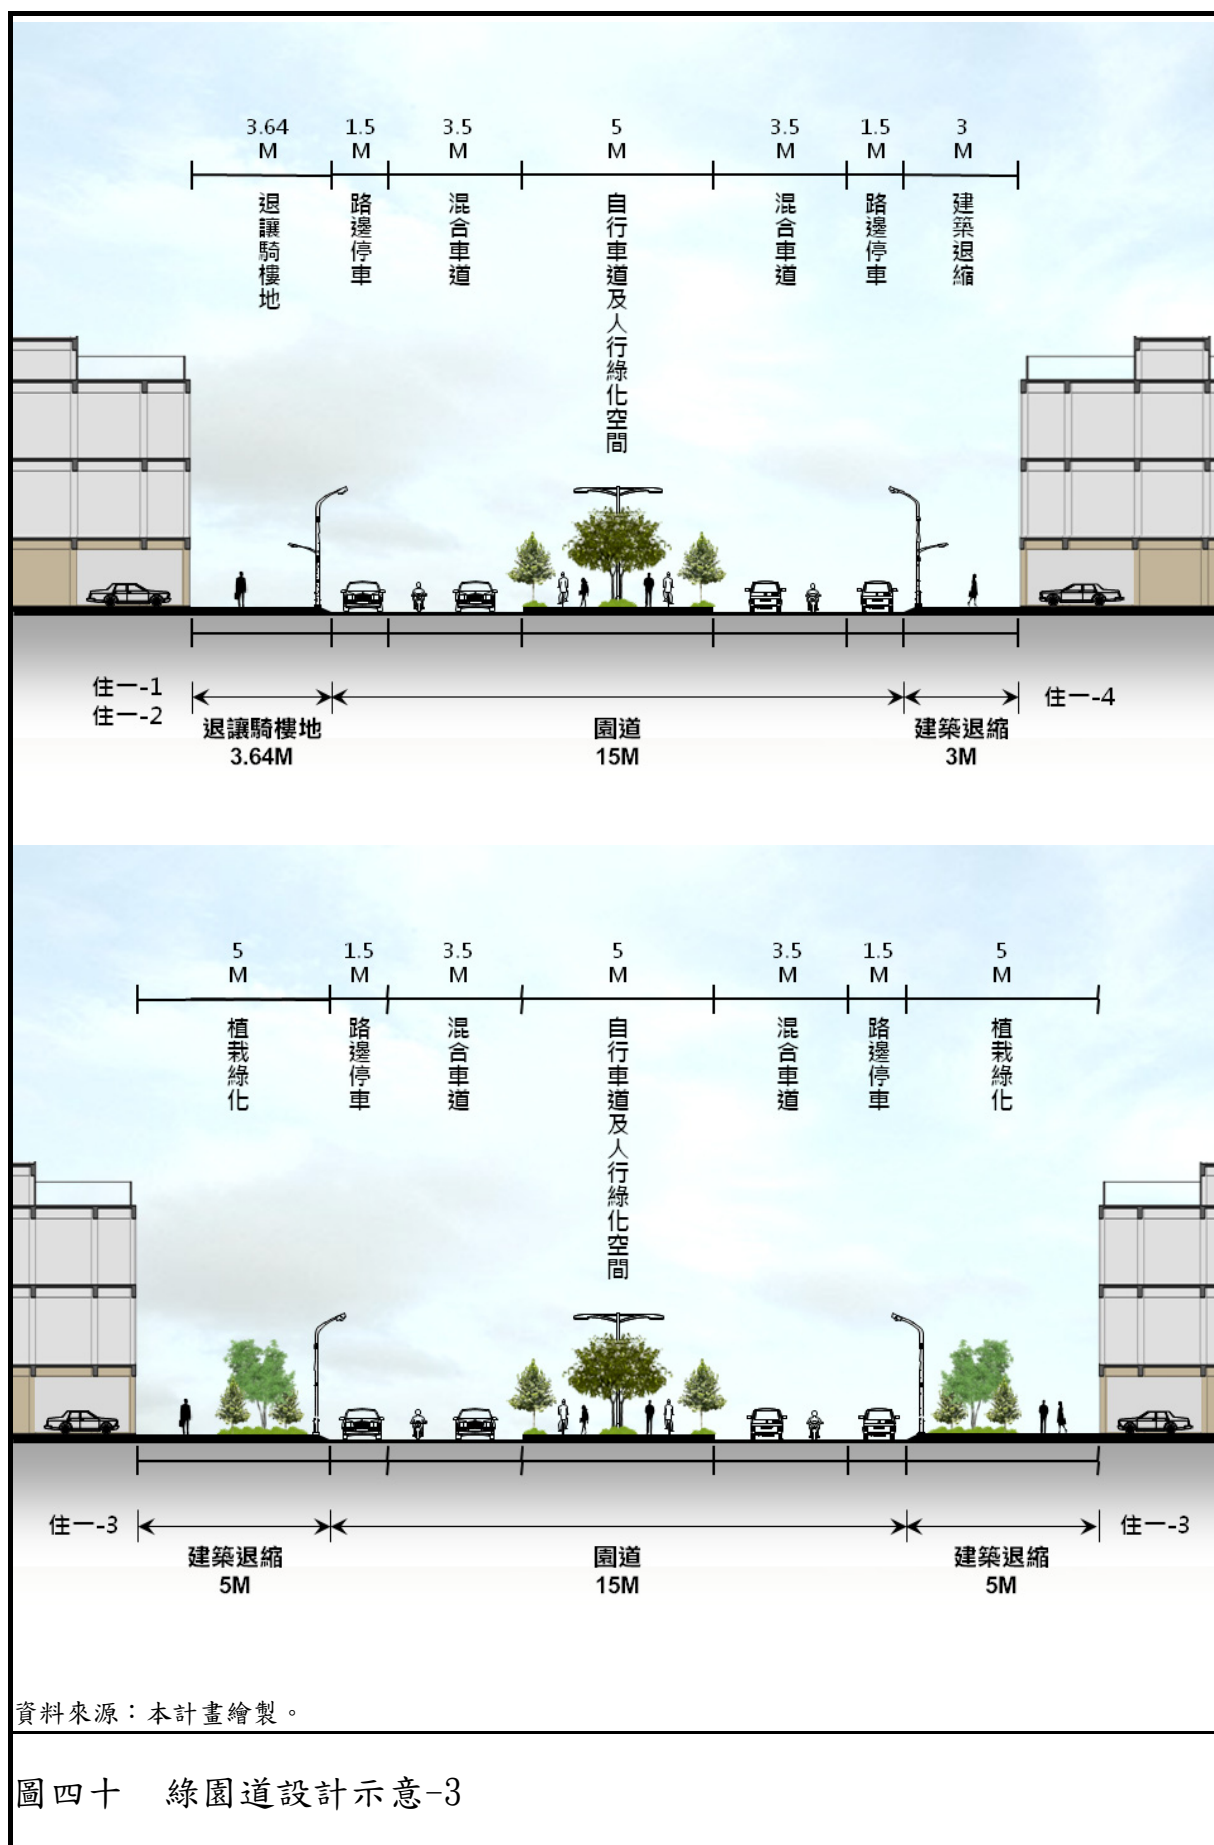 3.64 1.5 3.5 5 3.5 1.5 3
M M M M M M M
退讓騎樓地
路邊停車
混合車道
自行車道及人行綠化空間
混合車道
路邊停車
建築退縮
住一-1
住一-2
住一-4
退讓騎樓地 園道 建築退縮
3.64M 15M 3M
5 1.5 3.5 5 3.5 1.5 5
M M M M M M M
植栽綠化
路邊停車
混合車道
自行車道及人行綠化空間
混合車道
路邊停車
植栽綠化
住一-3 住一-3
建築退縮 園道 建築退縮
5M 15M 5M
資料來源：本計畫繪製。
圖四十　綠園道設計示意-3